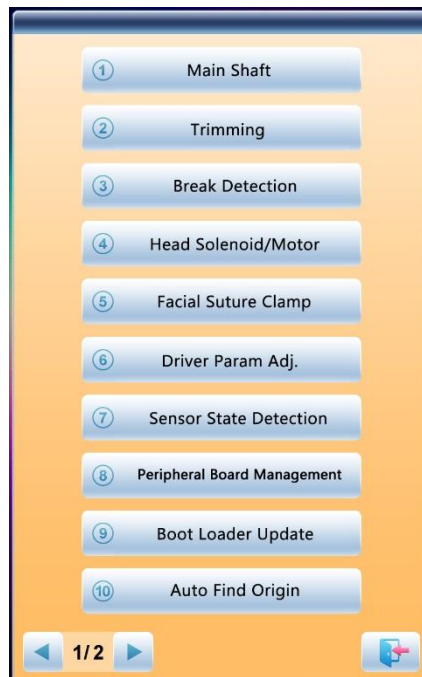 ① Main Shaft
② Trimming
③ Break Detection
④ Head Solenoid/Motor
⑤ Facial Suture Clamp
⑥ Driver Param Adj.
⑦ Sensor State Detection
⑧ Peripheral Board Management
⑨ Boot Loader Update
⑩ Auto Find Origin
1/2